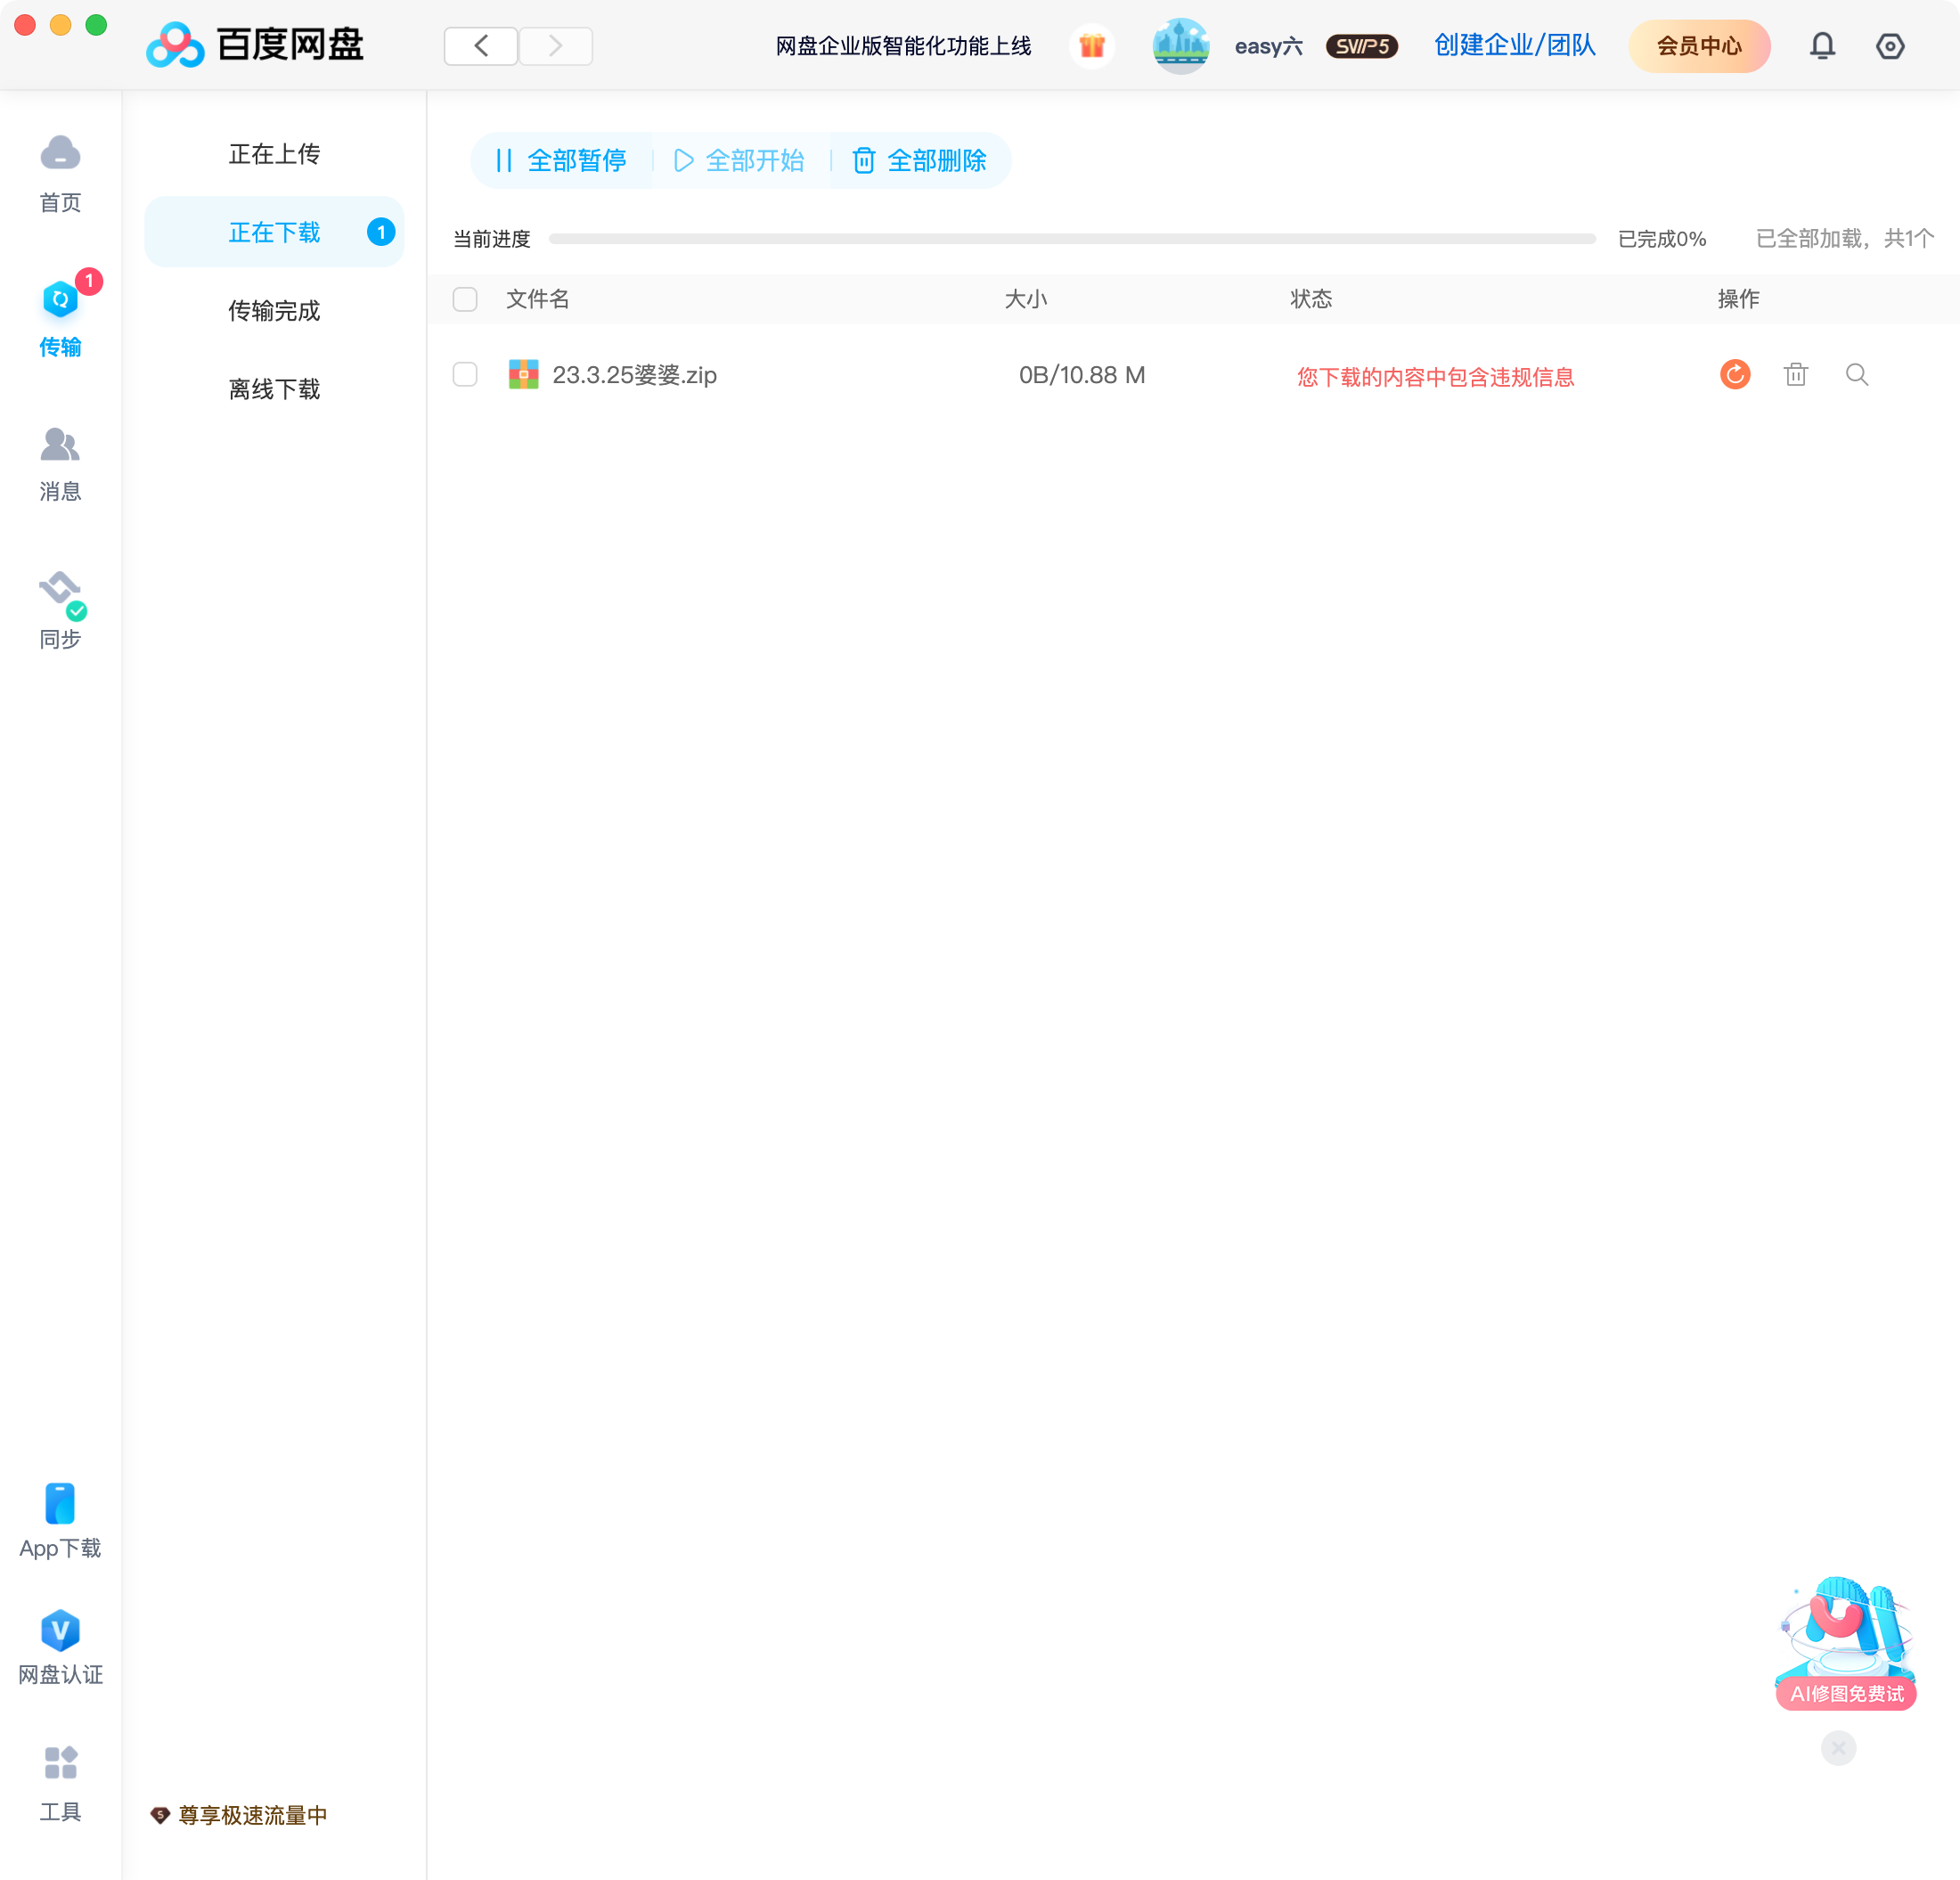 百度网盘
网盘企业版智能化功能上线
easy六
SVIP5
创建企业/团队
会员中心
首页
1
传输
消息
同步
App下载
网盘认证
工具
正在上传
正在下载 1
传输完成
离线下载
尊享极速流量中
全部暂停 全部开始 全部删除
当前进度 已完成0% 已全部加载，共1个
文件名 大小 状态 操作
23.3.25婆婆.zip 0B/10.88 M 您下载的内容中包含违规信息
AI
AI修图免费试